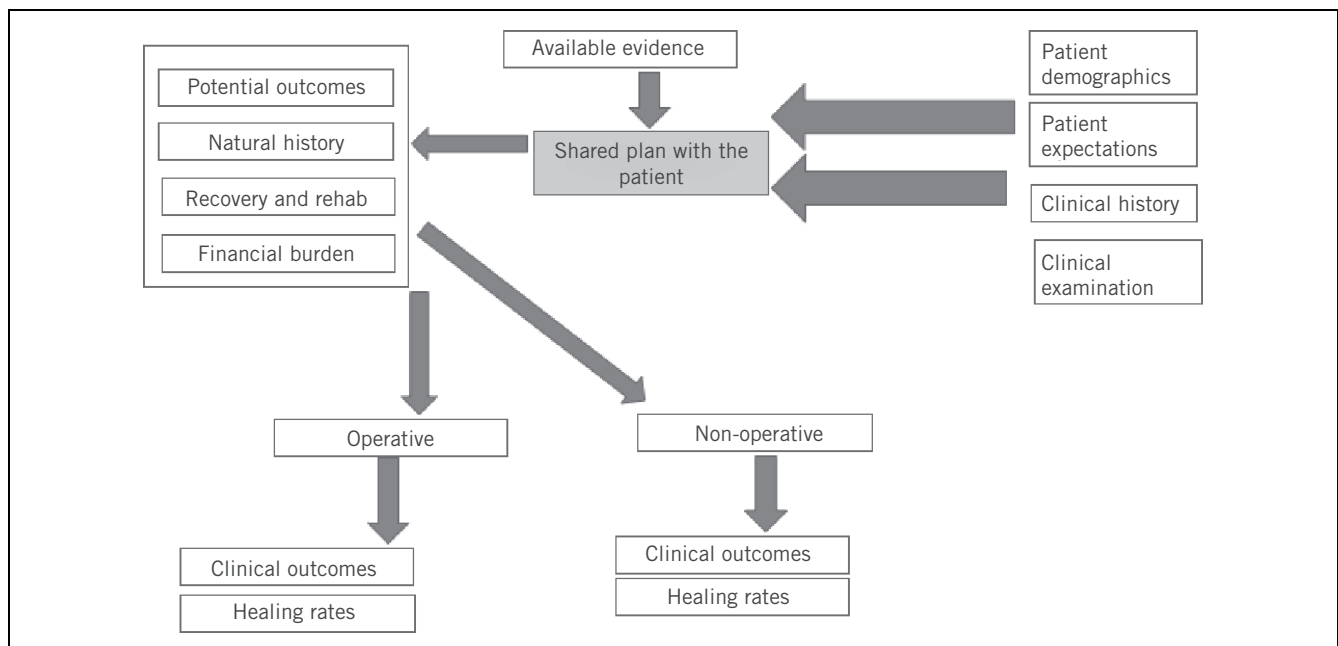 Available evidence
Patient
demographics
Potential outcomes
Patient
expectations
Natural history
Shared plan with the
patient
Recovery and rehab
Clinical history
Financial burden
Clinical
examination
Operative
Non-operative
Clinical outcomes
Healing rates
Clinical outcomes
Healing rates